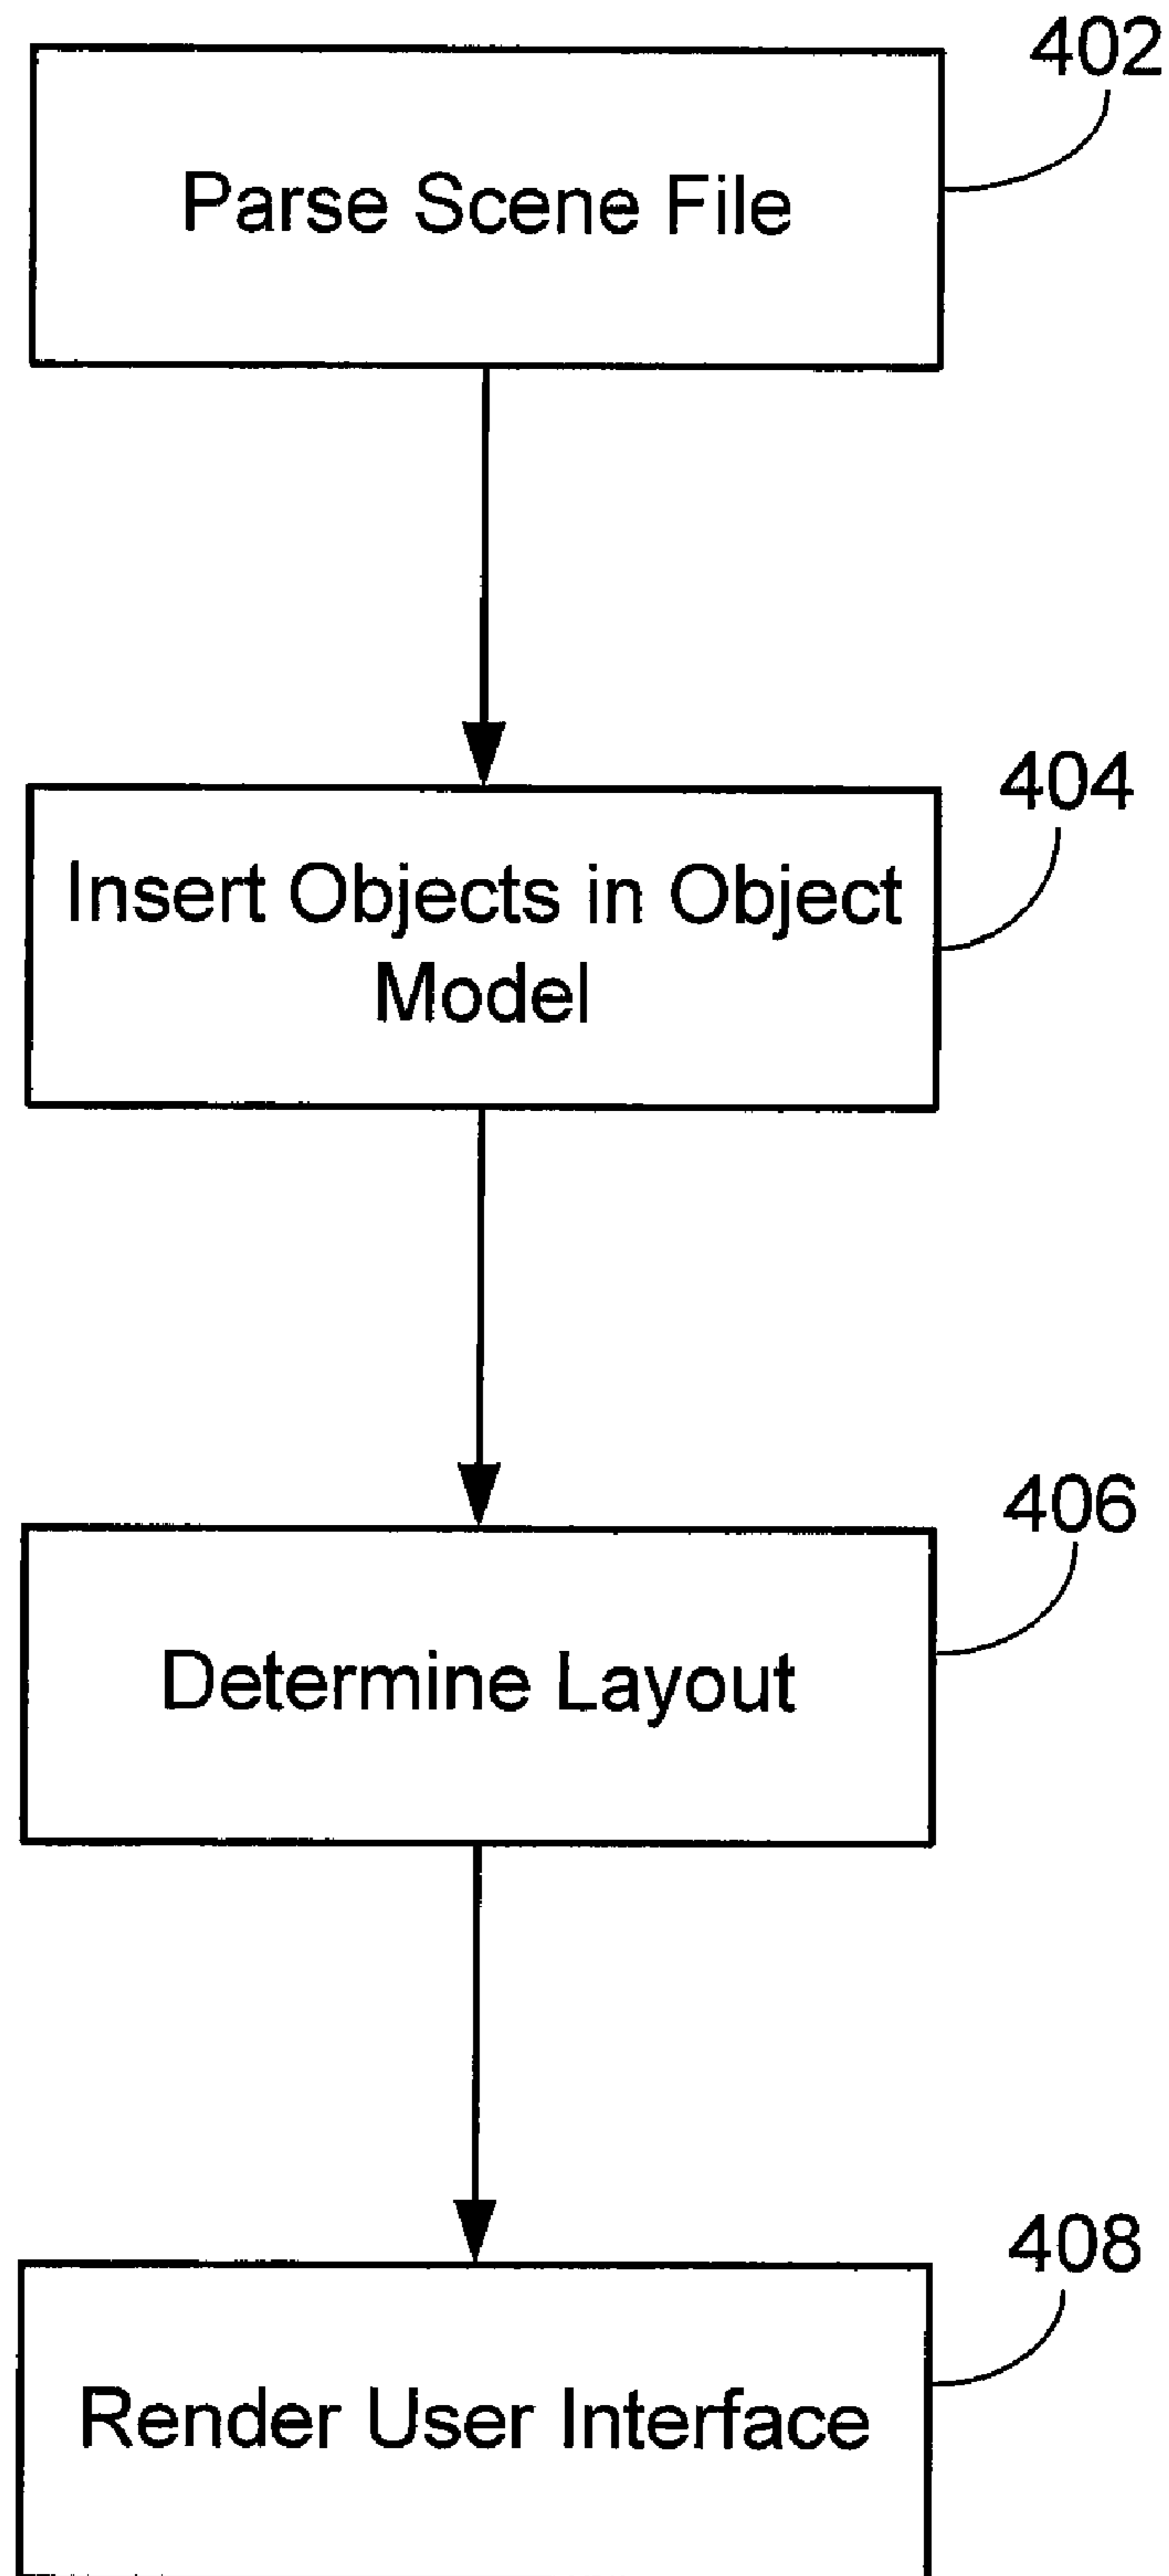 402
Parse Scene File
404
Insert Objects in Object
Model
406
Determine Layout
408
Render User Interface